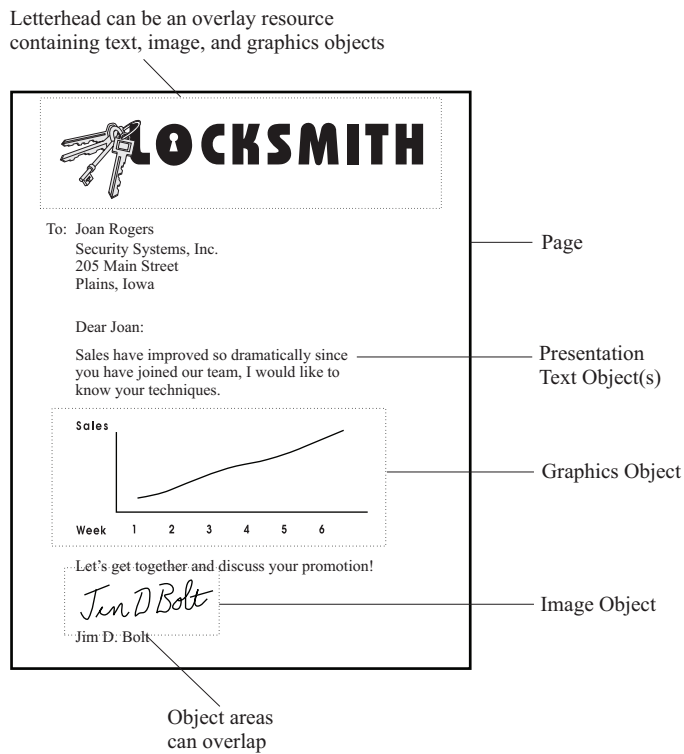 Letterhead can be an overlay resource
containing text, image, and graphics objects
LOCKSMITH
To: Joan Rogers
Security Systems, Inc.
205 Main Street
Plains, Iowa
Page
Dear Joan:
Sales have improved so dramatically since
you have joined our team, I would like to
know your techniques.
Presentation
Text Object(s)
Sales
Week 1 2 3 4 5 6
Graphics Object
Let's get together and discuss your promotion!
Jim D Bolt
Image Object
Jim D. Bolt
Object areas
can overlap